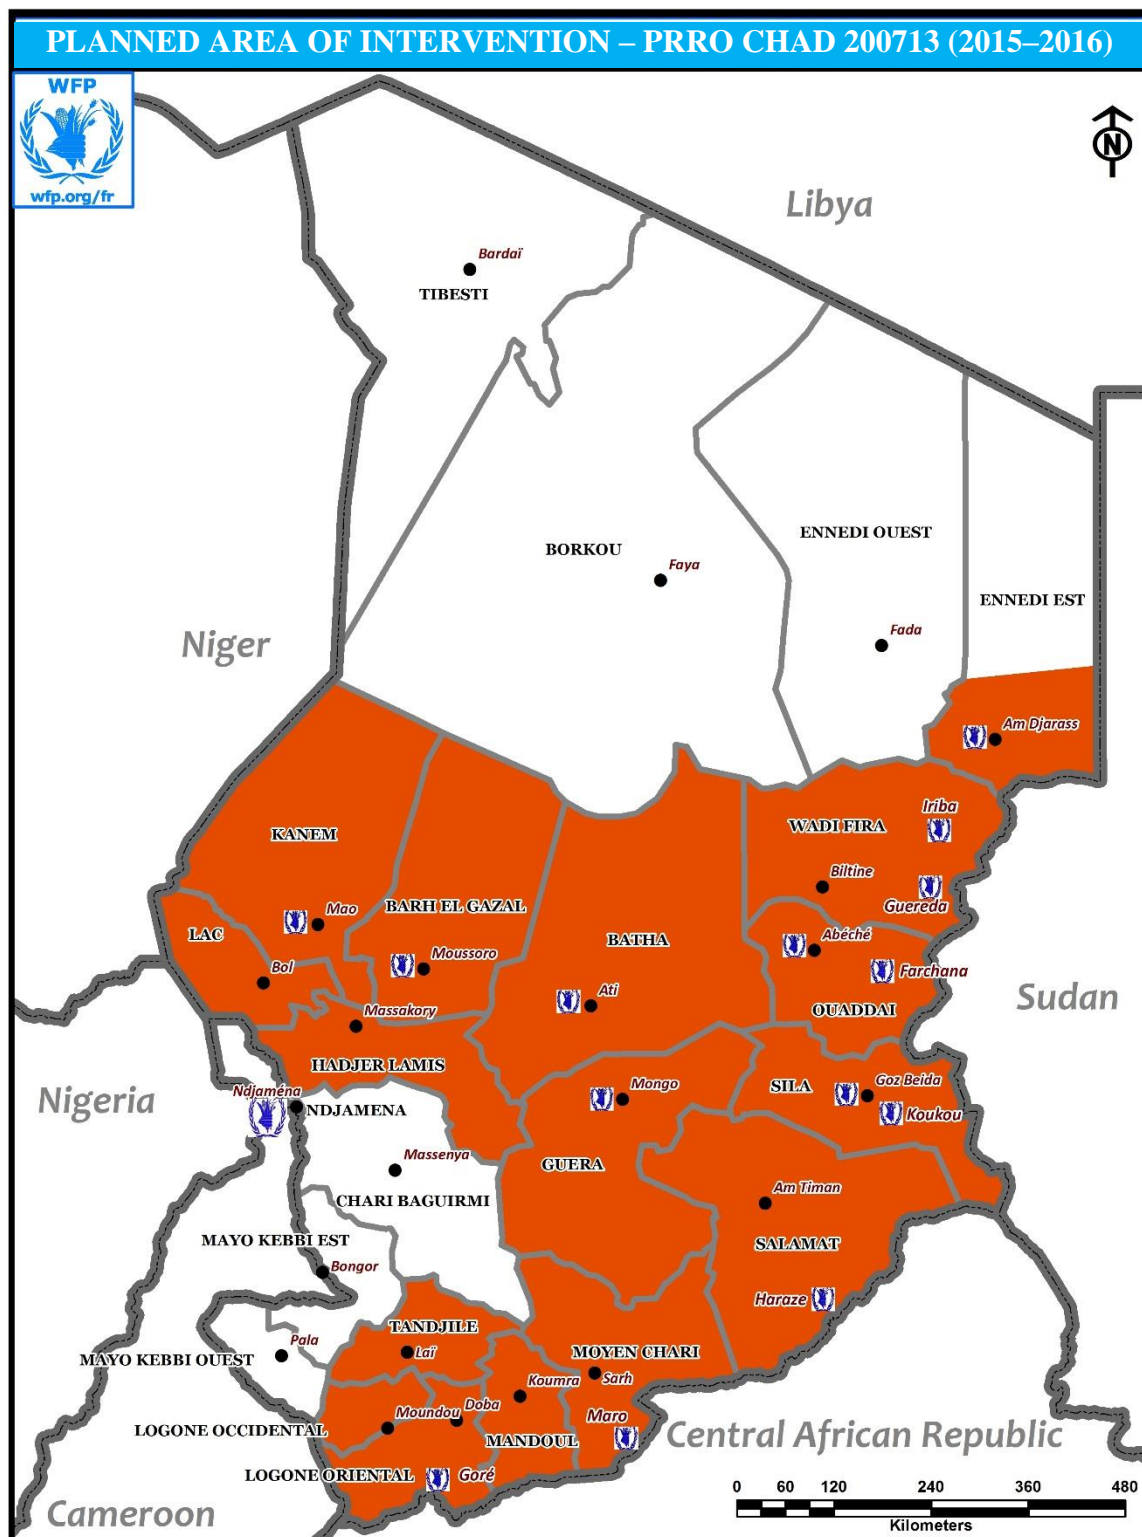 PLANNED AREA OF INTERVENTION – PRRO CHAD 200713 (2015–2016)
WFP
wfp.org/fr
N
Libya
Bardaï
TIBESTI
ENNEDI OUEST
BORKOU
Faya
ENNEDI EST
Fada
Niger
Am Djarass
Iriba
WADI FIRA
KANEM
Biltine
Guereda
BARH EL GAZAL
Mao
LAC
BATHA
Abéché
Moussoro
Farchana
Bol
Ati
Sudan
OUADDAI
Massakory
HADJER LAMIS
SILA
Goz Beida
Mongo
Nigeria
Ndjaména
NDJAMENA
Koukou
Massenya
GUERA
Am Timan
CHARI BAGUIRMI
MAYO KEBBI EST
SALAMAT
Bongor
Haraze
TANDJILE
Pala
Laï
MOYEN CHARI
MAYO KEBBI OUEST
Sarh
Koumra
Doba
Maro
Moundou
LOGONE OCCIDENTAL
MANDOUL
Central African Republic
LOGONE ORIENTAL
Goré
Cameroon
0 60 120 240 360 480
Kilometers